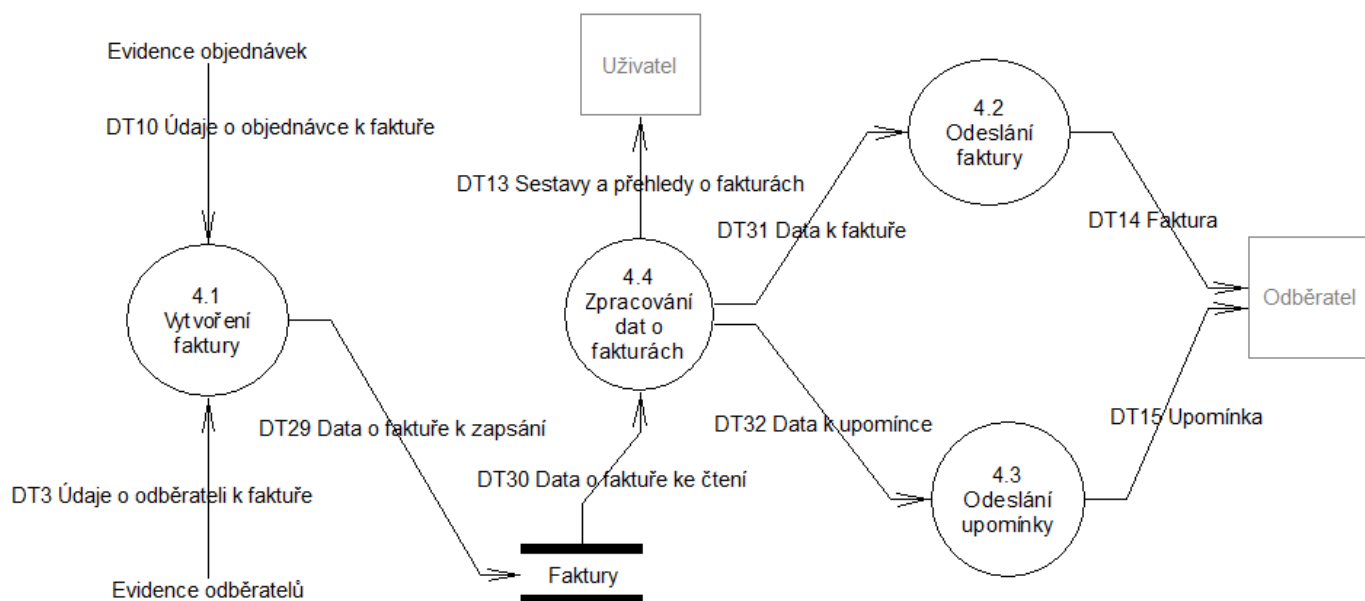 Evidence objednávek
Uživatel
4.2
Odeslání
faktury
DT10 Údaje o objednávce k faktuře
DT13 Sestavy a přehledy o fakturách
DT31 Data k faktuře
DT14 Faktura
4.1
Vytvoření
faktury
4.4
Zpracování
dat o
fakturách
Odběratel
DT29 Data o faktuře k zapsání
DT32 Data k upomínce
DT15 Upomínka
DT3 Údaje o odběrateli k faktuře
DT30 Data o faktuře ke čtení
4.3
Odeslání
upomínky
Evidence odběratelů
Faktury